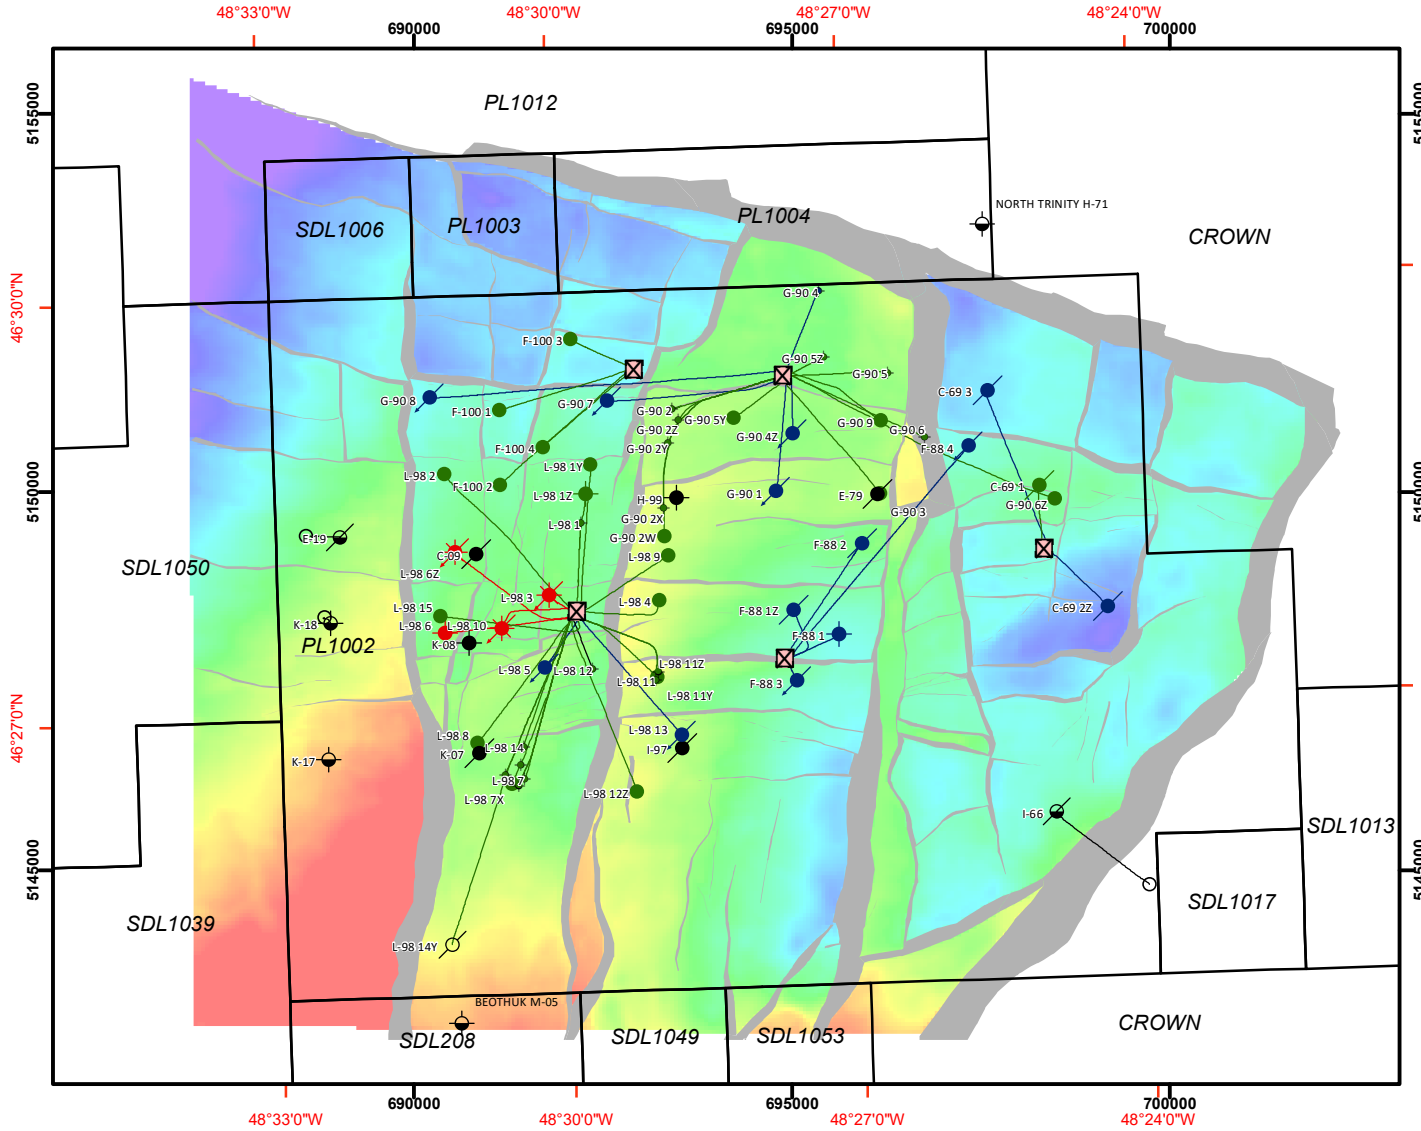 48°33'0"W
48°30'0"W
48°27'0"W
48°24'0"W
690000
695000
700000
5155000
5155000
PL1012
NORTH TRINITY H-71
PL1004
SDL1006
PL1003
CROWN
46°30'0"N
G-90 4
F-100 3
G-90 5Z
G-90 5
G-90 8
F-100 1
G-90 7
G-90 2
G-90 5Y
G-90 2Z
G-90 2Y
G-90 4Z
G-90 9
G-90 6
C-69 3
F-88 4
F-100 4
L-98 2
F-100 2
L-98 1Y
L-98 1Z
L-98 1
H-99
G-90 2X
G-90 2W
L-98 9
G-90 1
E-79
G-90 3
C-69 1
G-90 6Z
5150000
5150000
E-19
C-09
L-98 6Z
SDL1050
F-88 2
L-98 15
L-98 3
L-98 4
F-88 1Z
C-69 2Z
K-18
L-98 6
L-98 10
F-88 1
PL1002
K-08
L-98 5
L-98 12
L-98 11Z
L-98 11
L-98 11Y
F-88 3
46°27'0"N
L-98 8
L-98 14
L-98 13
K-07
I-97
K-17
L-98 7
L-98 7X
L-98 12Z
I-66
SDL1013
5145000
5145000
SDL1039
L-98 14Y
SDL1017
BEOTHUK M-05
SDL208
SDL1049
SDL1053
CROWN
690000
695000
700000
48°33'0"W
48°30'0"W
48°27'0"W
48°24'0"W